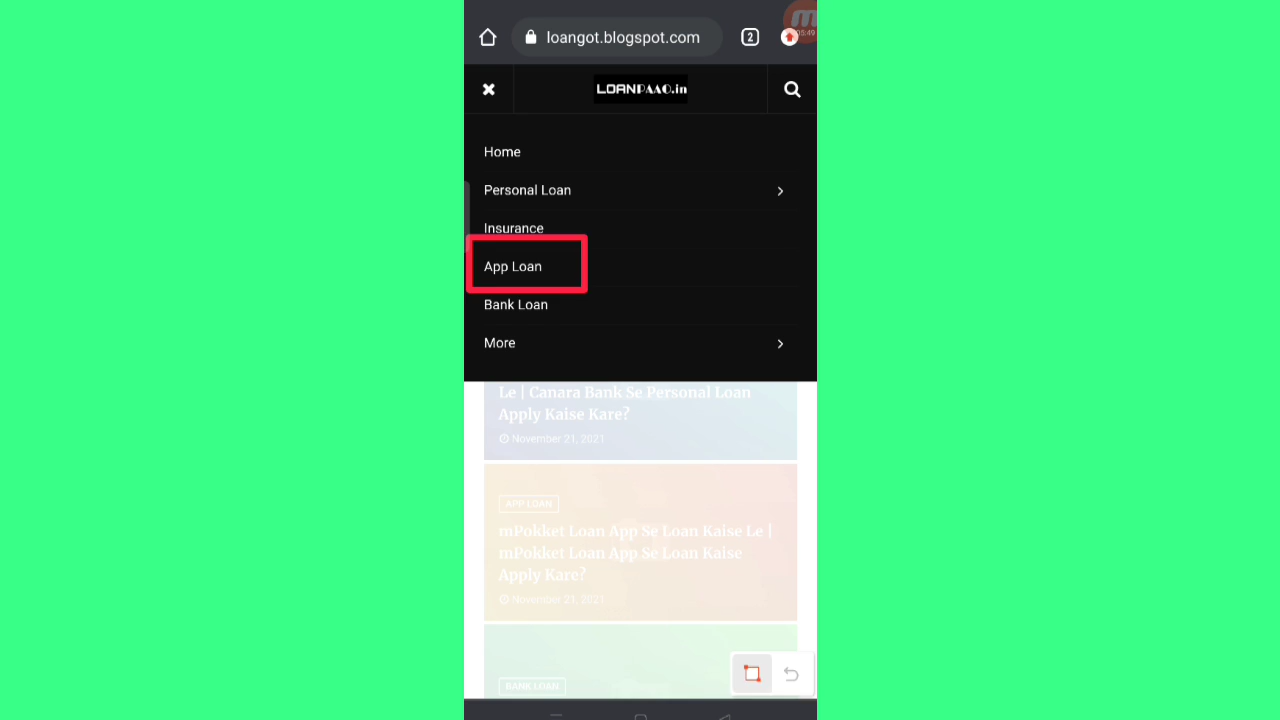 loangot.blogspot.com
2
05:49
LOANPAAO.in
Home
Personal Loan
Insurance
App Loan
Bank Loan
More
Le | Canara Bank Se Personal Loan
Apply Kaise Kare?
November 21, 2021
APP LOAN
mPokket Loan App Se Loan Kaise Le |
mPokket Loan App Se Loan Kaise
Apply Kare?
November 21, 2021
BANK LOAN